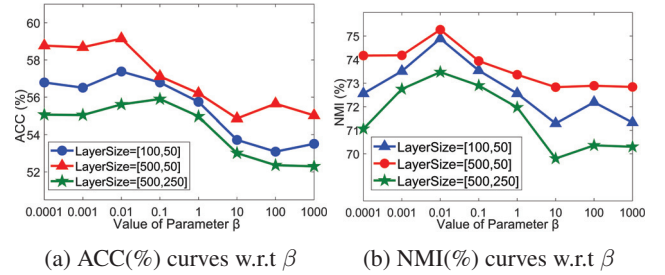 60
58
56
54
52
ACC (%)
LayerSize=[100,50]
LayerSize=[500,50]
LayerSize=[500,250]
0.0001 0.001 0.01 0.1 1 10 100 1000
Value of Parameter β
(a) ACC(%) curves w.r.t β
75
74
73
72
71
70
NMI (%)
LayerSize=[100,50]
LayerSize=[500,50]
LayerSize=[500,250]
0.0001 0.001 0.01 0.1 1 10 100 1000
Value of Parameter β
(b) NMI(%) curves w.r.t β